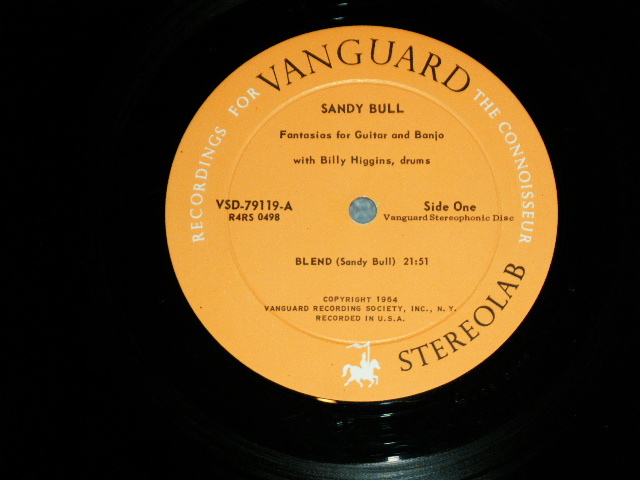 RECORDINGS FOR VANGUARD THE CONNOISSEUR
SANDY BULL
Fantasias for Guitar and Banjo
with Billy Higgins, drums
VSD-79119-A
R4RS 0498
Side One
Vanguard Stereophonic Disc
BLEND (Sandy Bull) 21:51
COPYRIGHT 1964
VANGUARD RECORDING SOCIETY, INC., N. Y.
RECORDED IN U.S.A.
STEREOLAB